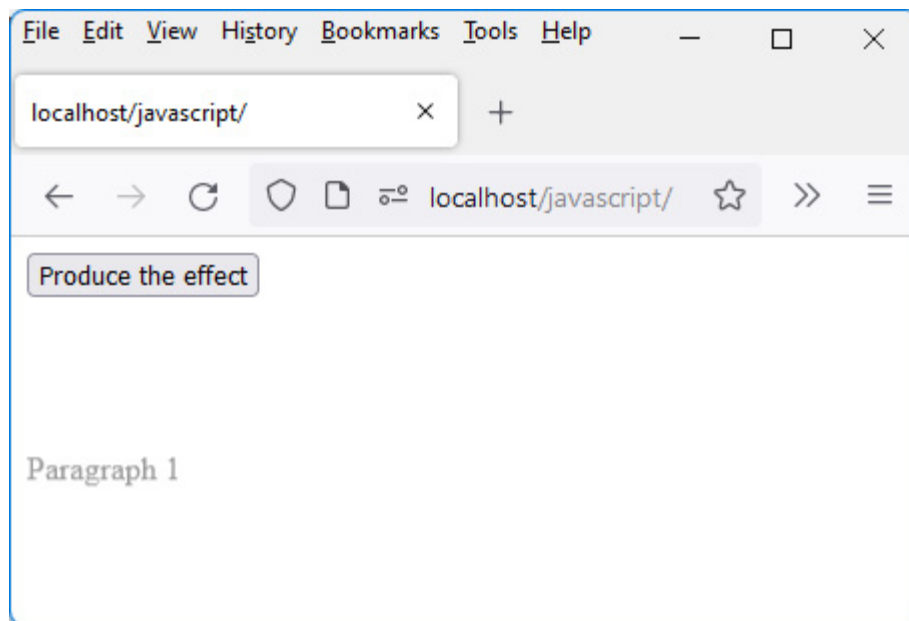 File Edit View History Bookmarks Tools Help
localhost/javascript/
localhost/javascript/
Produce the effect
Paragraph 1